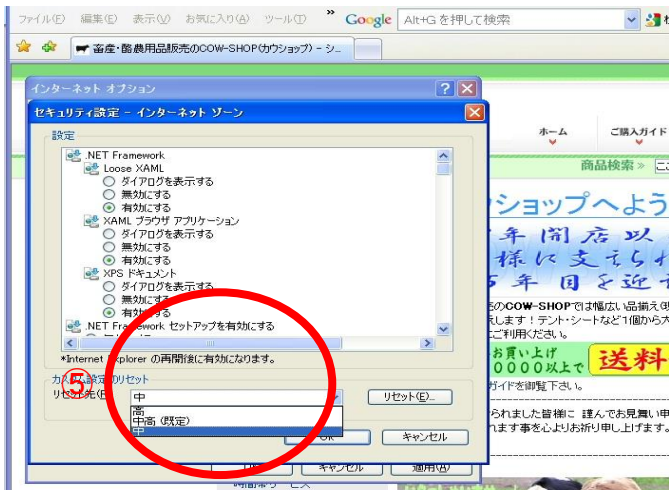 ファイル(F) 編集(E) 表示(V) お気に入り(A) ツール(T) » Google Alt+G を押して検索
畜産・酪農用品販売のCOW-SHOP(カウショップ) - シ...
インターネット オプション
セキュリティ設定 - インターネット ゾーン
設定
.NET Framework
Loose XAML
ダイアログを表示する
無効にする
有効にする
XAML ブラウザ アプリケーション
ダイアログを表示する
無効にする
有効にする
XPS ドキュメント
ダイアログを表示する
無効にする
有効にする
.NET Framework セットアップを有効にする
*Internet Explorer の再開後に有効になります。
カスタム設定のリセット
⑤
リセット先(R) 中 リセット(E)...
高
中高 (既定)
中
OK キャンセル
キャンセル 適用(A)
ホーム ご購入ガイド
商品検索 »
ショップへよう
年 開 店 以
様 に 支 えら れ
年 目 を 迎
のCOW-SHOPでは幅広い品揃え
します！テント・シートなど1個から大
ご利用ください。
お買い上げ
0000以上で 送料
ガイドを御覧下さい。
られました皆様に 謹んでお見舞い申
れます事を心よりお祈り申し上げます。